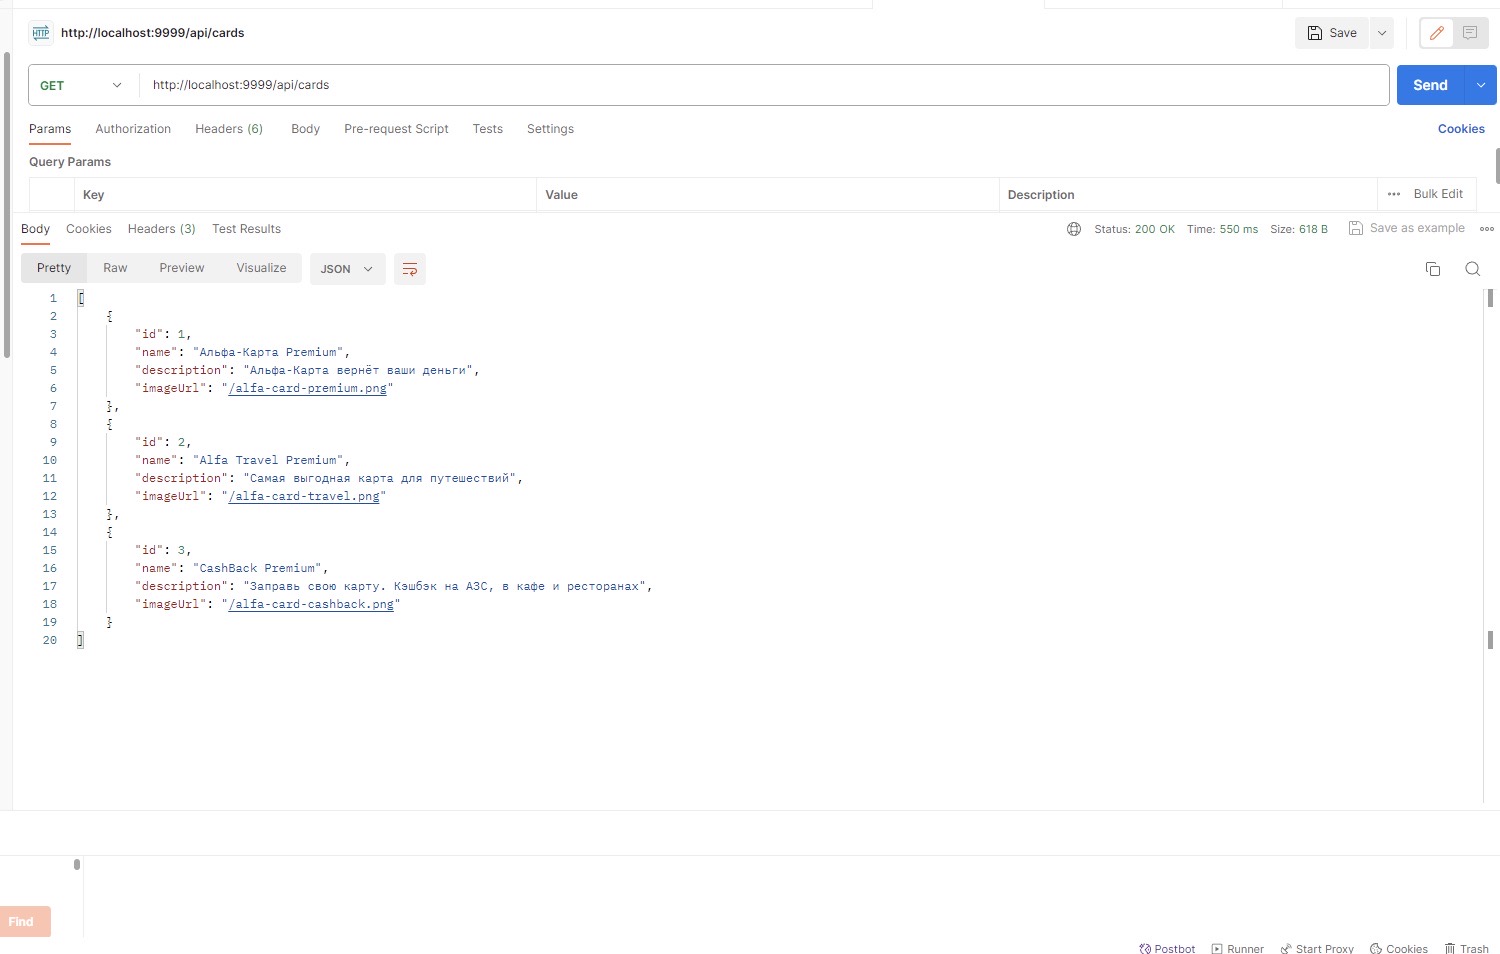 HTTP http://localhost:9999/api/cards Save
GET http://localhost:9999/api/cards Send
Params Authorization Headers (6) Body Pre-request Script Tests Settings Cookies
Query Params
Key Value Description ••• Bulk Edit
Body Cookies Headers (3) Test Results Status: 200 OK Time: 550 ms Size: 618 B Save as example
Pretty Raw Preview Visualize JSON
1 [
2 {
3 "id": 1,
4 "name": "Альфа-Карта Premium",
5 "description": "Альфа-Карта вернёт ваши деньги",
6 "imageUrl": "/alfa-card-premium.png"
7 },
8 {
9 "id": 2,
10 "name": "Alfa Travel Premium",
11 "description": "Самая выгодная карта для путешествий",
12 "imageUrl": "/alfa-card-travel.png"
13 },
14 {
15 "id": 3,
16 "name": "CashBack Premium",
17 "description": "Заправь свою карту. Кэшбэк на АЗС, в кафе и ресторанах",
18 "imageUrl": "/alfa-card-cashback.png"
19 }
20 ]
Find
Postbot Runner Start Proxy Cookies Trash